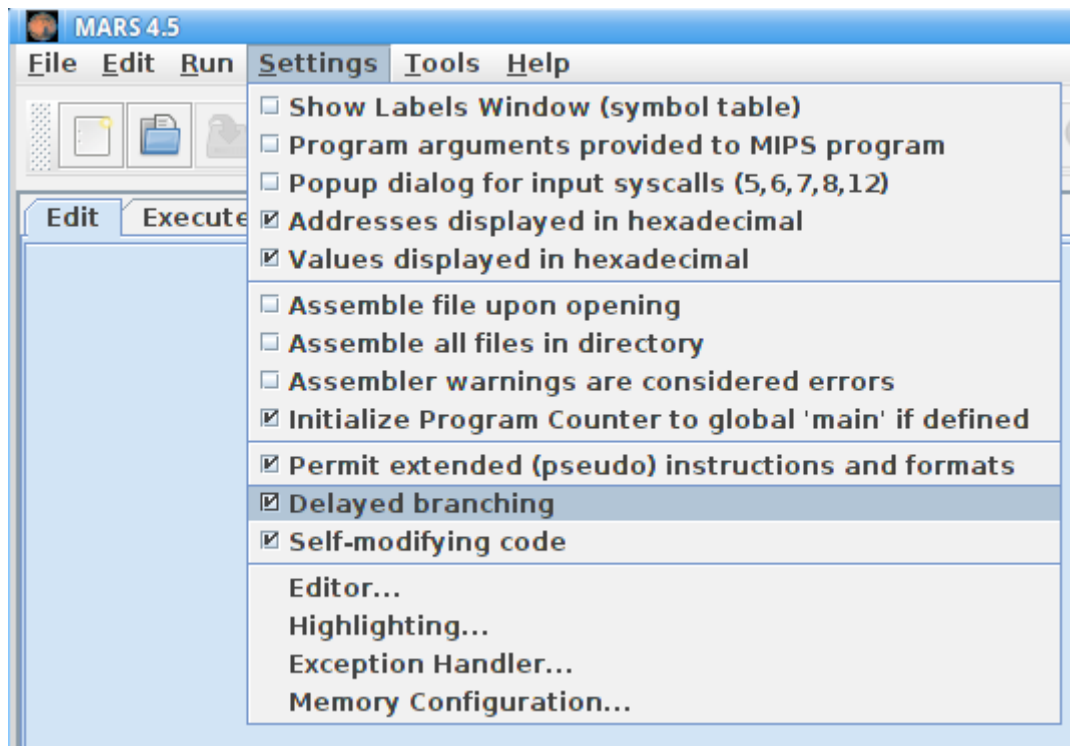 MARS 4.5
File Edit Run Settings Tools Help
Show Labels Window (symbol table)
Program arguments provided to MIPS program
Popup dialog for input syscalls (5,6,7,8,12)
Addresses displayed in hexadecimal
Values displayed in hexadecimal
Edit Execute
Assemble file upon opening
Assemble all files in directory
Assembler warnings are considered errors
Initialize Program Counter to global 'main' if defined
Permit extended (pseudo) instructions and formats
Delayed branching
Self-modifying code
Editor...
Highlighting...
Exception Handler...
Memory Configuration...